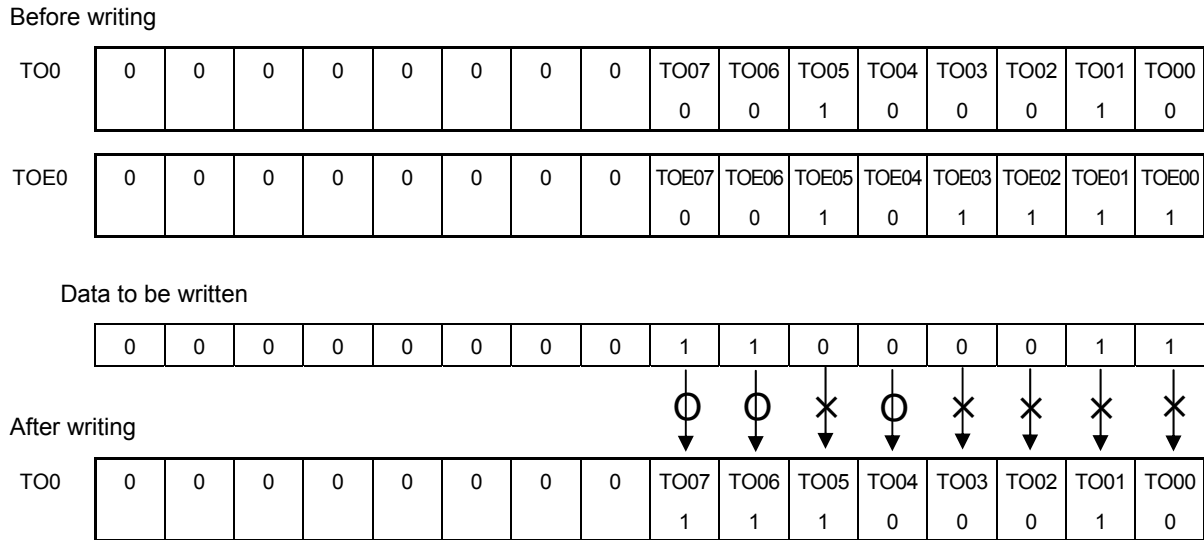 Before writing
TO0 0 0 0 0 0 0 0 0 TO07 TO06 TO05 TO04 TO03 TO02 TO01 TO00
0 0 1 0 0 0 1 0
TOE0 0 0 0 0 0 0 0 0 TOE07 TOE06 TOE05 TOE04 TOE03 TOE02 TOE01 TOE00
0 0 1 0 1 1 1 1
Data to be written
0 0 0 0 0 0 0 0 1 1 0 0 0 0 1 1
O O × O × × × ×
After writing
TO0 0 0 0 0 0 0 0 0 TO07 TO06 TO05 TO04 TO03 TO02 TO01 TO00
1 1 1 0 0 0 1 0